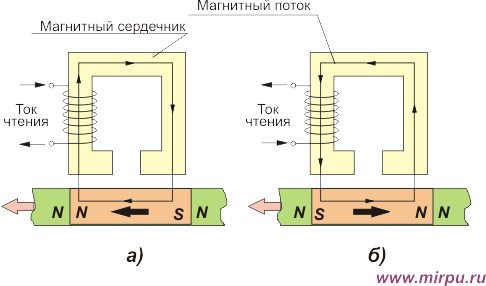 Магнитный поток
Магнитный сердечник
Ток
чтения
Ток
чтения
N N S N
N S N N
а)
б)
www.mirpu.ru